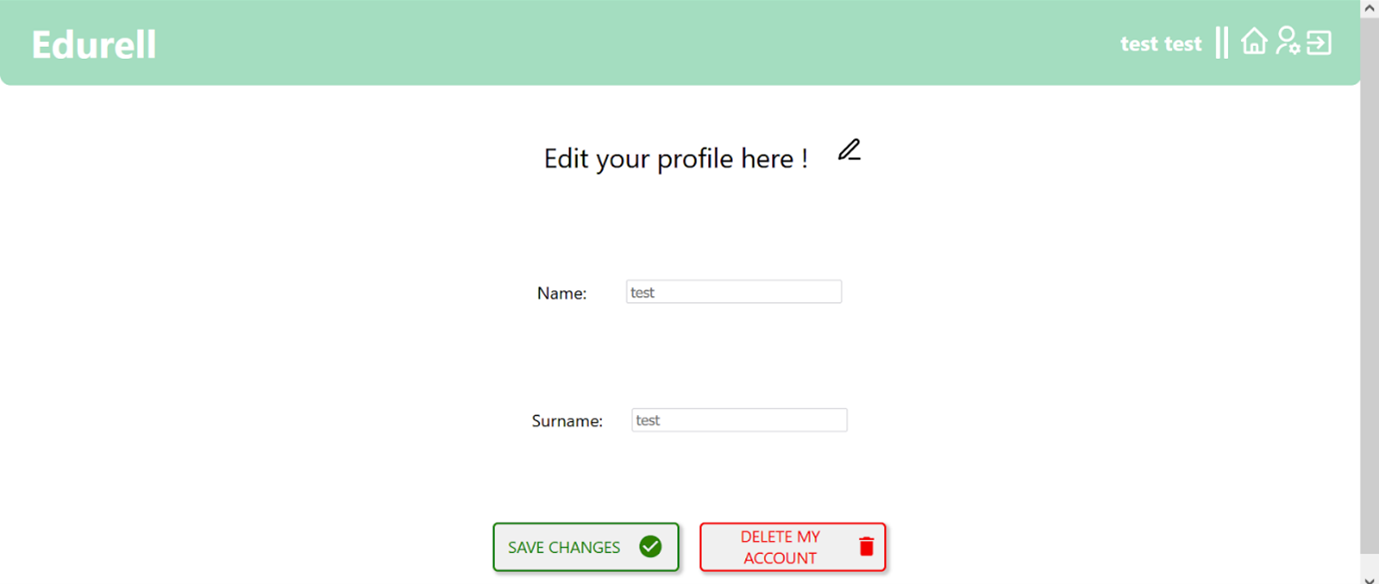 Edurell
test test
Edit your profile here !
Name:
test
Surname:
test
SAVE CHANGES
DELETE MY
ACCOUNT